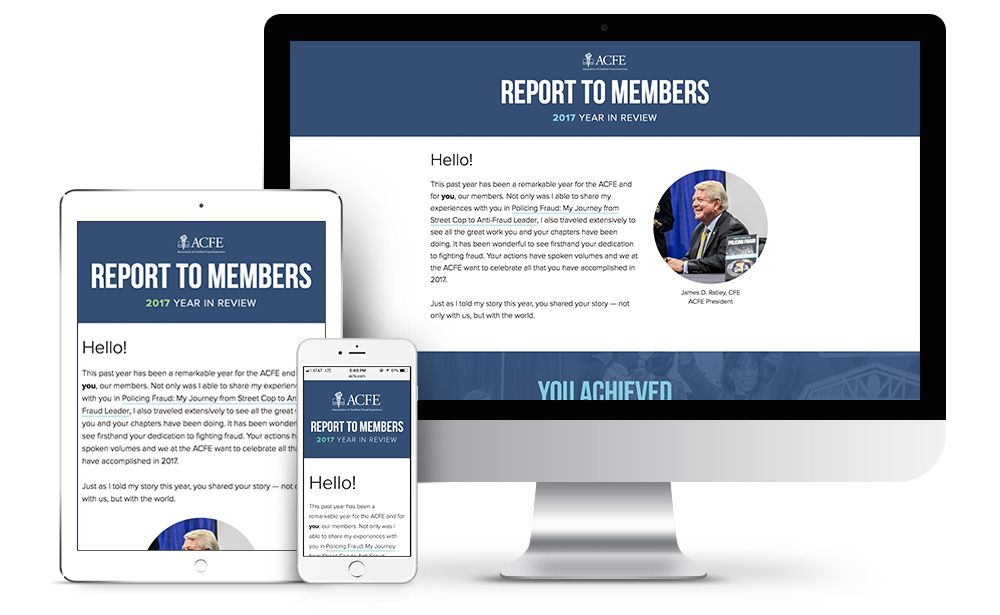 ACFE
Association of Certified Fraud Examiners
REPORT TO MEMBERS
2017 YEAR IN REVIEW
Hello!
This past year has been a remarkable year for the ACFE and
for you, our members. Not only was I able to share my
experiences with you in Policing Fraud: My Journey from
Street Cop to Anti-Fraud Leader, I also traveled extensively to
see all the great work you and your chapters have been
doing. It has been wonderful to see firsthand your dedication
to fighting fraud. Your actions have spoken volumes and we at
the ACFE want to celebrate all that you have accomplished in
2017.
Just as I told my story this year, you shared your story — not
only with us, but with the world.
POLICING FRAUD
James D. Ratley, CFE
ACFE President
YOU ACHIEVED
ACFE
Association of Certified Fraud Examiners
REPORT TO MEMBERS
2017 YEAR IN REVIEW
Hello!
This past year has been a remarkable year for the ACFE and
you, our members. Not only was I able to share my experien
with you in Policing Fraud: My Journey from Street Cop to An
Fraud Leader, I also traveled extensively to see all the great
you and your chapters have been doing. It has been wonderf
see firsthand your dedication to fighting fraud. Your actions h
spoken volumes and we at the ACFE want to celebrate all tha
have accomplished in 2017.
Just as I told my story this year, you shared your story — not o
with us, but with the world.
AT&T LTE 5:45 PM 81%
acfe.com
ACFE
Association of Certified Fraud Examiners
REPORT TO MEMBERS
2017 YEAR IN REVIEW
Hello!
This past year has been a
remarkable year for the ACFE and for
you, our members. Not only was I
able to share my experiences with
you in Policing Fraud: My Journey
from Street Cop to Anti-Fraud